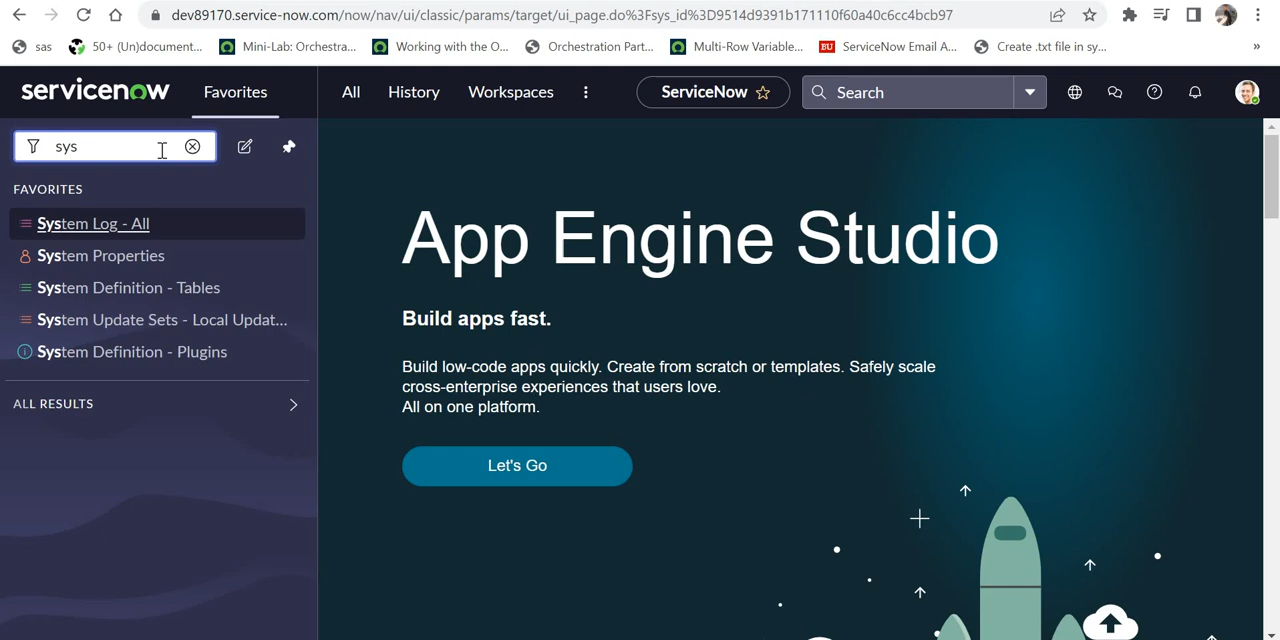 dev89170.service-now.com/now/nav/ui/classic/params/target/ui_page.do%3Fsys_id%3D9514d9391b171110f60a40c6cc4bcb97
sas 50+ (Un)document... Mini-Lab: Orchestra... Working with the O... Orchestration Part... Multi-Row Variable... BU ServiceNow Email A... Create .txt file in sy... »
servicenow Favorites All History Workspaces ServiceNow Search
sys
FAVORITES
System Log - All
System Properties
System Definition - Tables
System Update Sets - Local Updat...
System Definition - Plugins
ALL RESULTS
App Engine Studio
Build apps fast.
Build low-code apps quickly. Create from scratch or templates. Safely scale
cross-enterprise experiences that users love.
All on one platform.
Let's Go